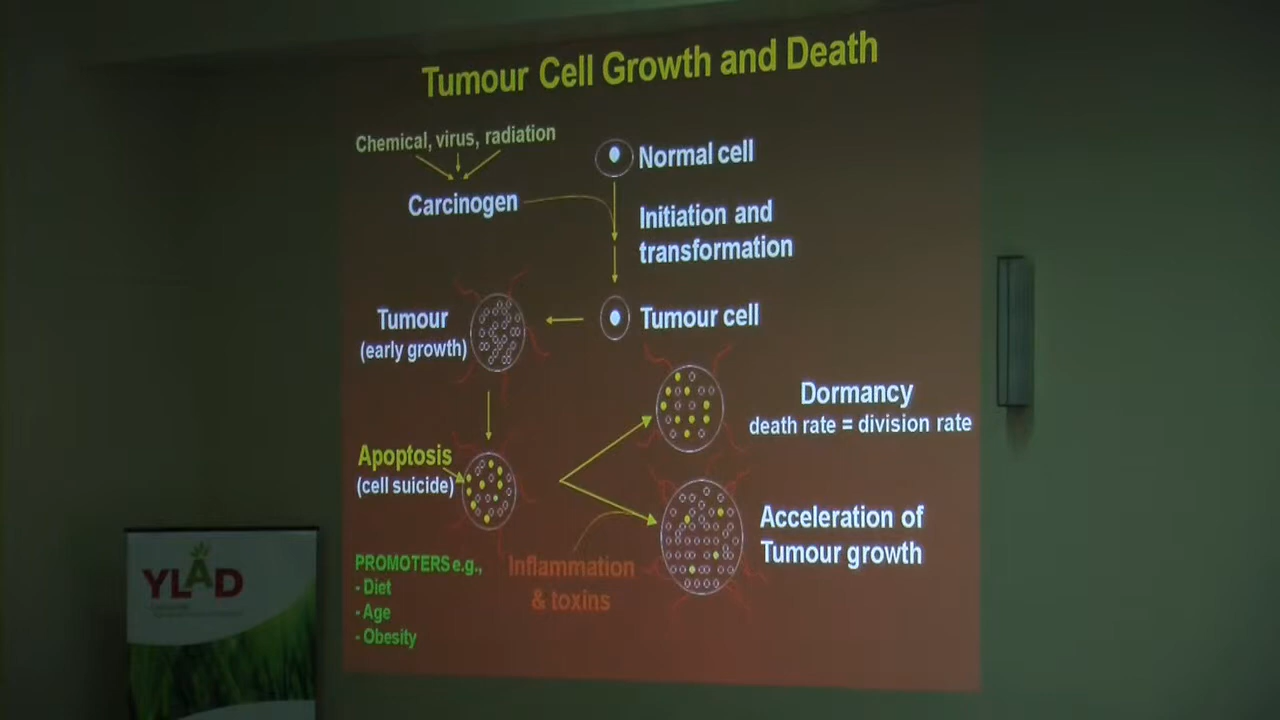 Tumour Cell Growth and Death
Chemical, virus, radiation
Normal cell
Carcinogen
Initiation and
transformation
Tumour
(early growth)
Tumour cell
Dormancy
death rate = division rate
Apoptosis
(cell suicide)
Acceleration of
Tumour growth
Inflammation
& toxins
PROMOTERS e.g.,
- Diet
- Age
- Obesity
YLAD